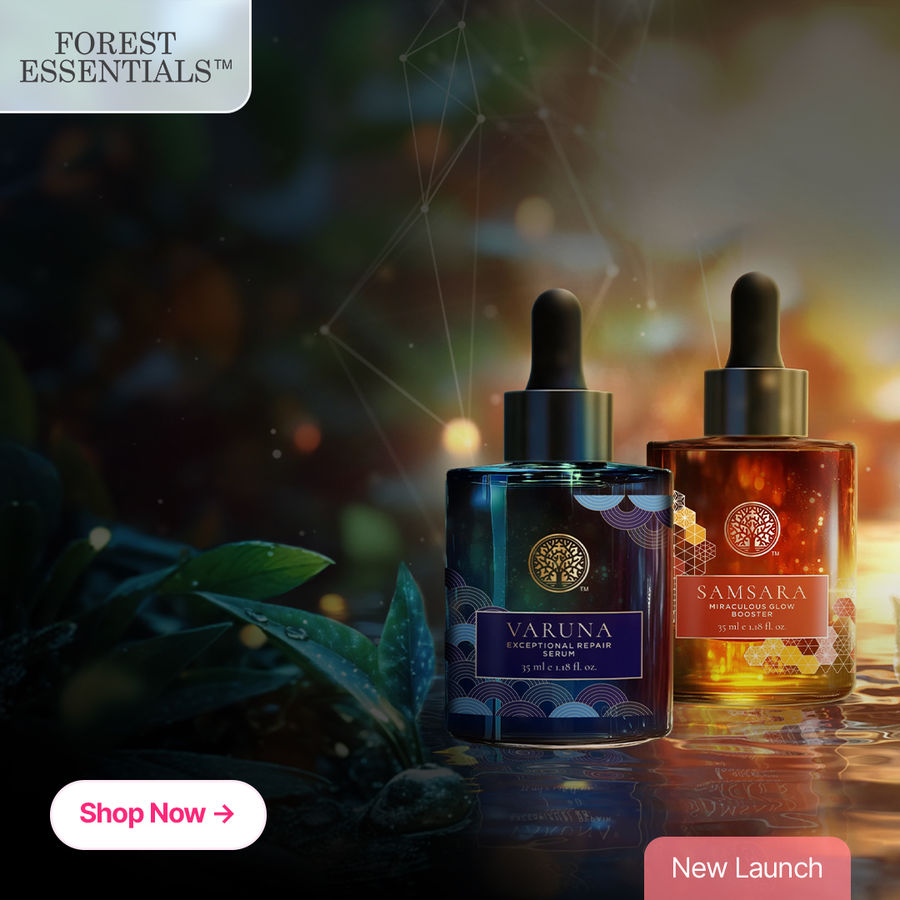 FOREST
ESSENTIALS™
VARUNA
EXCEPTIONAL REPAIR
SERUM
35 ml e 1.18 fl. oz.
™
SAMSARA
MIRACULOUS GLOW
BOOSTER
35 ml e 1.18 fl. oz.
™
Shop Now →
New Launch